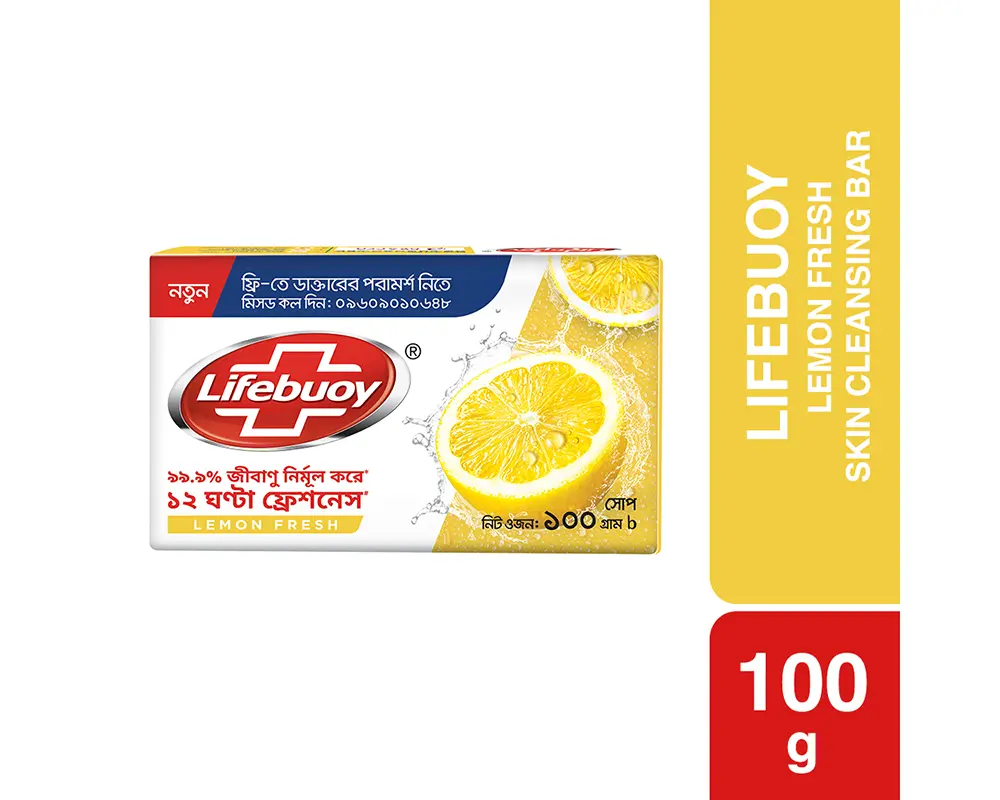 নতুন
ফ্রি-তে ডাক্তারের পরামর্শ নিতে
মিসড কল দিন: ০৯৬০৯০১০৬৪৮
Lifebuoy ®
৯৯.৯% জীবাণু নির্মূল করে*
১২ ঘণ্টা ফ্রেশনেস*
LEMON FRESH
সোপ
নিট ওজন: ১০০ গ্রাম b
LIFEBUOY
LEMON FRESH
SKIN CLEANSING BAR
100
g